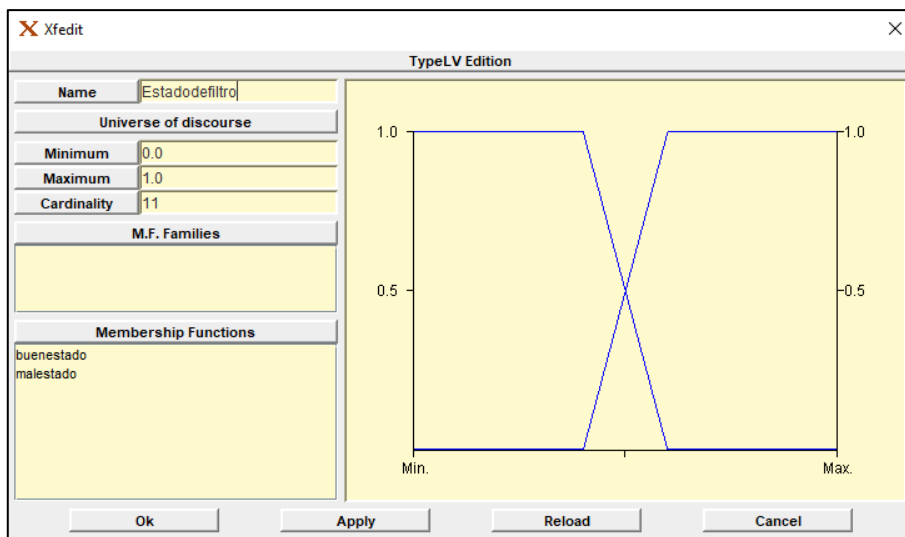 Xfedit
TypeLV Edition
Name Estadodefiltro
Universe of discourse
Minimum 0.0
Maximum 1.0
Cardinality 11
M.F. Families
Membership Functions
buenestado
malestado
1.0 1.0
0.5 0.5
Min. Max.
Ok Apply Reload Cancel